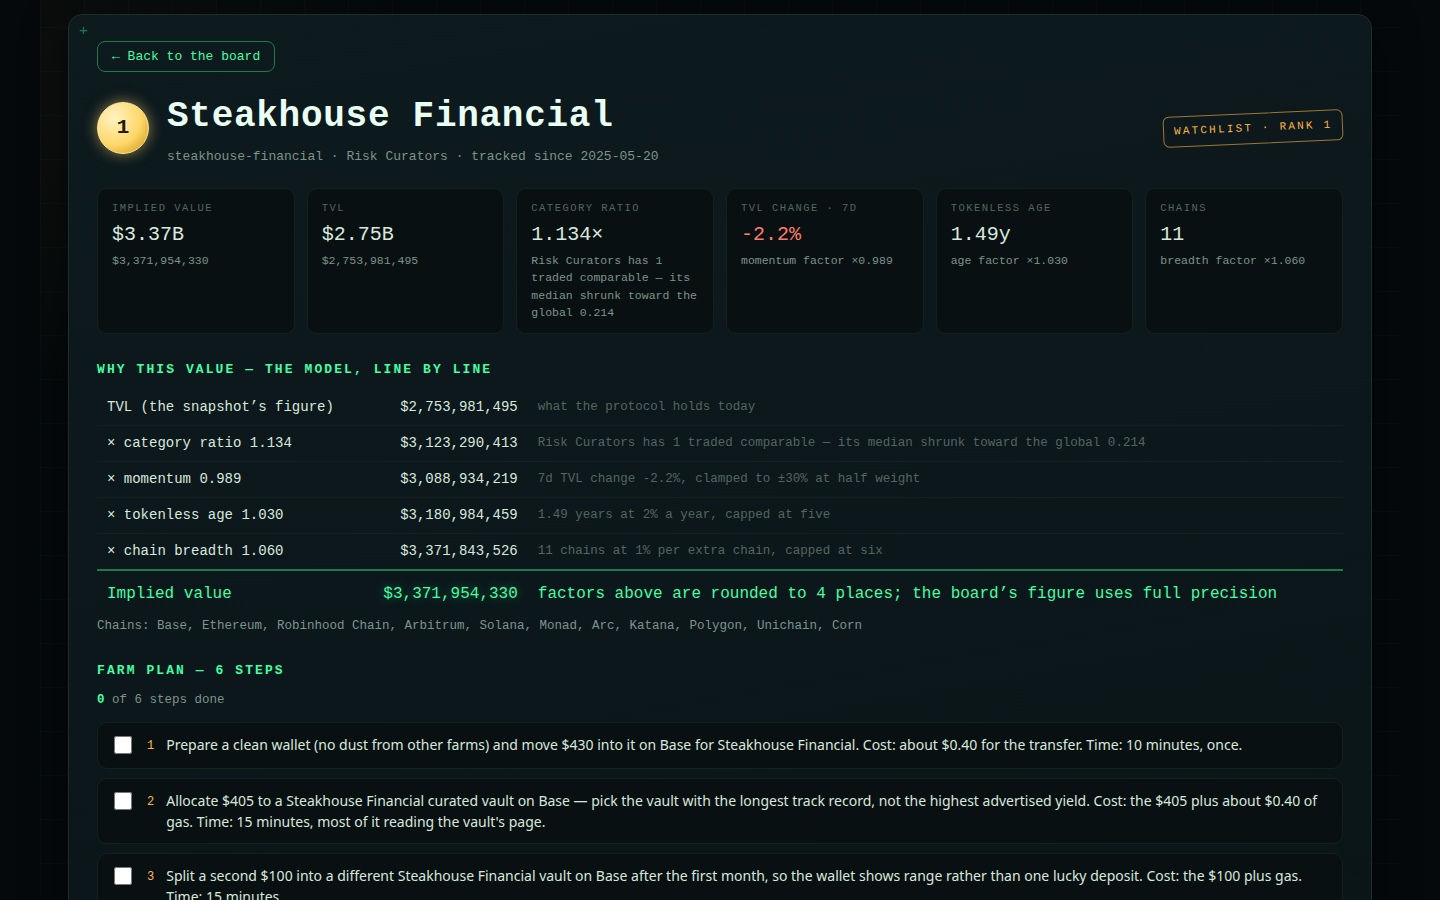 +
← Back to the board
1
Steakhouse Financial
steakhouse-financial · Risk Curators · tracked since 2025-05-20
WATCHLIST · RANK 1
IMPLIED VALUE
$3.37B
$3,371,954,330
TVL
$2.75B
$2,753,981,495
CATEGORY RATIO
1.134×
Risk Curators has 1
traded comparable — its
median shrunk toward the
global 0.214
TVL CHANGE · 7D
-2.2%
momentum factor ×0.989
TOKENLESS AGE
1.49y
age factor ×1.030
CHAINS
11
breadth factor ×1.060
WHY THIS VALUE — THE MODEL, LINE BY LINE
TVL (the snapshot’s figure) $2,753,981,495 what the protocol holds today
× category ratio 1.134 $3,123,290,413 Risk Curators has 1 traded comparable — its median shrunk toward the global 0.214
× momentum 0.989 $3,088,934,219 7d TVL change -2.2%, clamped to ±30% at half weight
× tokenless age 1.030 $3,180,984,459 1.49 years at 2% a year, capped at five
× chain breadth 1.060 $3,371,843,526 11 chains at 1% per extra chain, capped at six
Implied value $3,371,954,330 factors above are rounded to 4 places; the board’s figure uses full precision
Chains: Base, Ethereum, Robinhood Chain, Arbitrum, Solana, Monad, Arc, Katana, Polygon, Unichain, Corn
FARM PLAN — 6 STEPS
0 of 6 steps done
1 Prepare a clean wallet (no dust from other farms) and move $430 into it on Base for Steakhouse Financial. Cost: about $0.40 for the transfer. Time: 10 minutes, once.
2 Allocate $405 to a Steakhouse Financial curated vault on Base — pick the vault with the longest track record, not the highest advertised yield. Cost: the $405 plus about $0.40 of
gas. Time: 15 minutes, most of it reading the vault's page.
3 Split a second $100 into a different Steakhouse Financial vault on Base after the first month, so the wallet shows range rather than one lucky deposit. Cost: the $100 plus gas.
Time: 15 minutes.